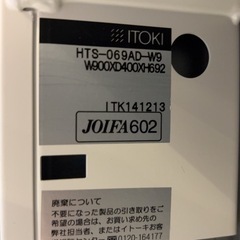 ITOKI
HTS-069AD-W9
W900XD400XH692
ITK141213
JOIFA602
廃棄について
不要になった製品の引き取りをご
希望の場合は、お買い求め先の
弊社担当者、またはイトーキお客
0120-164177